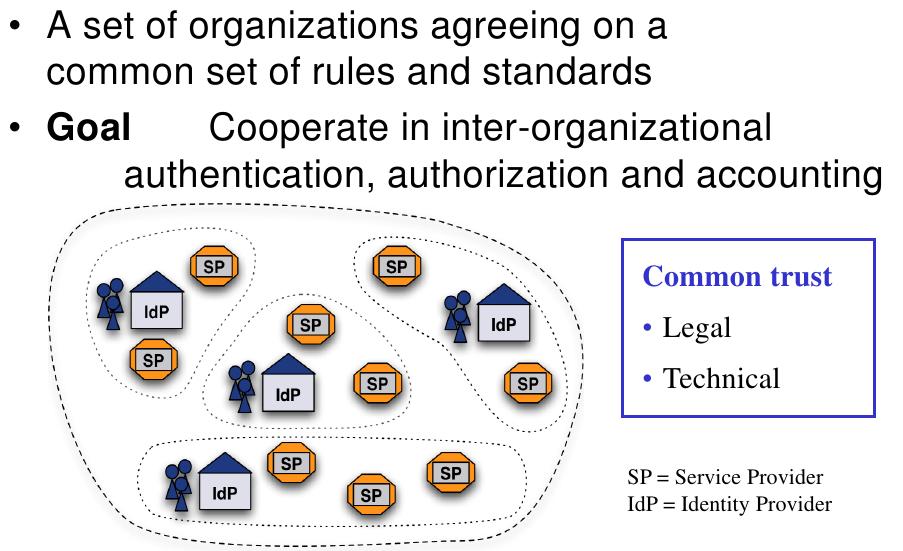 • A set of organizations agreeing on a
common set of rules and standards
• Goal Cooperate in inter-organizational
authentication, authorization and accounting
SP
SP
IdP
IdP
SP
SP
SP
SP
IdP
SP
SP
SP
IdP
SP
Common trust
• Legal
• Technical
SP = Service Provider
IdP = Identity Provider